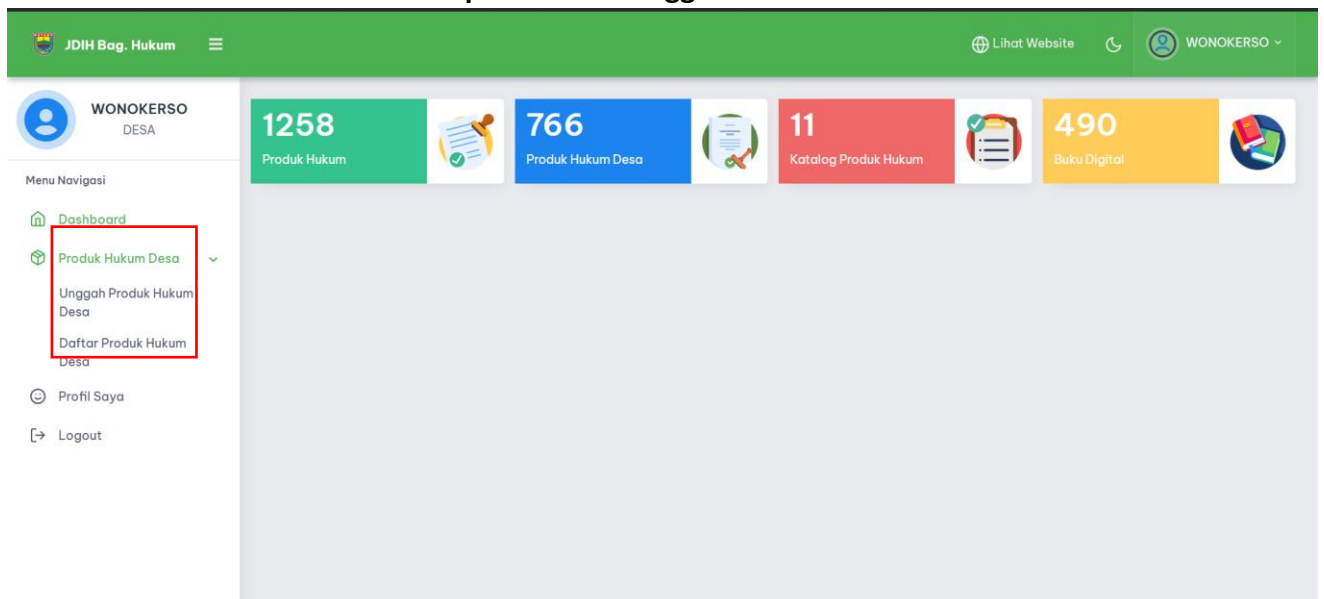 JDIH Bag. Hukum
Lihat Website
WONOKERSO
WONOKERSO
DESA
Menu Navigasi
Dashboard
Produk Hukum Desa
Unggah Produk Hukum
Desa
Daftar Produk Hukum
Desa
Profil Saya
Logout
1258
Produk Hukum
766
Produk Hukum Desa
11
Katalog Produk Hukum
490
Buku Digital